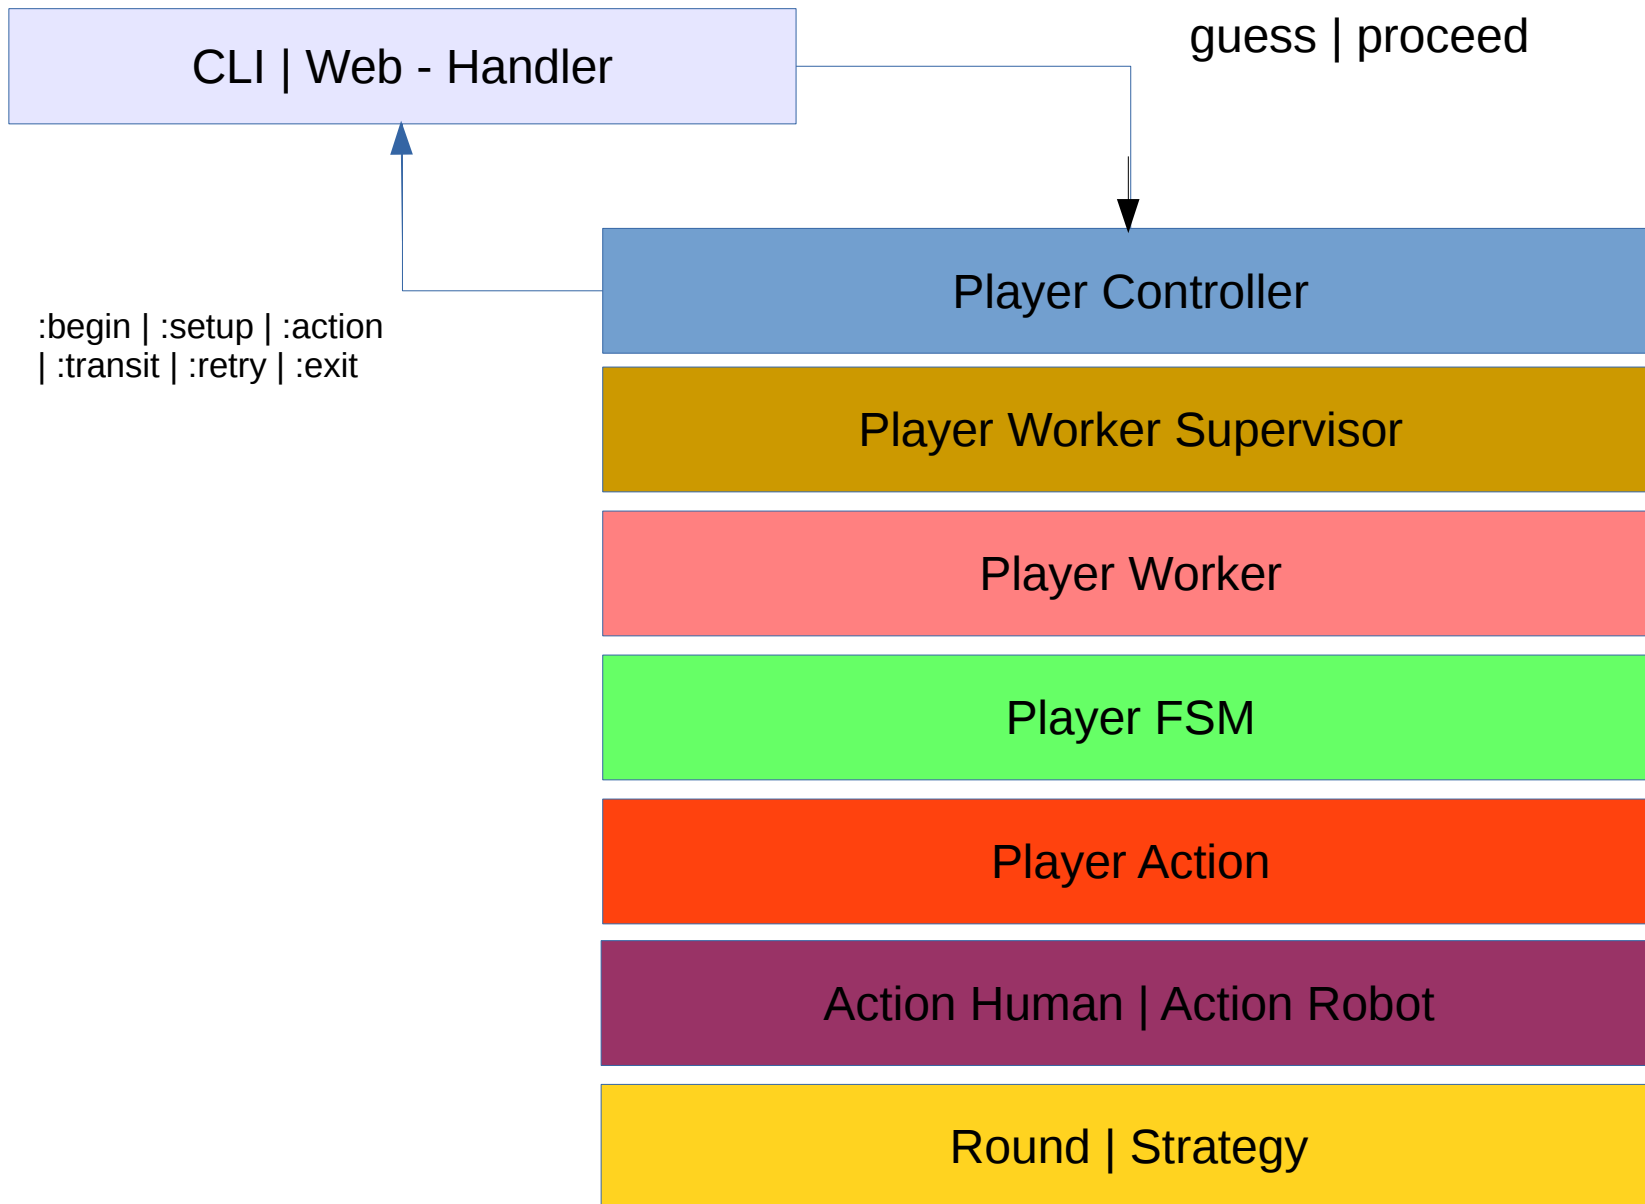 CLI | Web - Handler
guess | proceed
Player Controller
:begin | :setup | :action
| :transit | :retry | :exit
Player Worker Supervisor
Player Worker
Player FSM
Player Action
Action Human | Action Robot
Round | Strategy